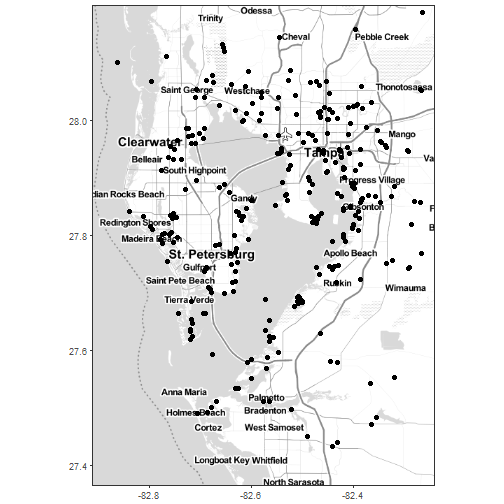 Odessa
Trinity
Cheval
Pebble Creek
Saint George
Westchase
Thonotosassa
28.0
Clearwater
Mango
Tampa
Va
Belleair
South Highpoint
Progress Village
dian Rocks Beach
Gandy
Gibsonton
F
Redington Shores
B
27.8
Madeira Beach
St. Petersburg
Apollo Beach
Gulfport
Saint Pete Beach
Ruskin
Wimauma
Tierra Verde
27.6
Anna Maria
Palmetto
Holmes Beach
Bradenton
Cortez
West Samoset
Longboat Key
Whitfield
27.4
North Sarasota
-82.8
-82.6
-82.4